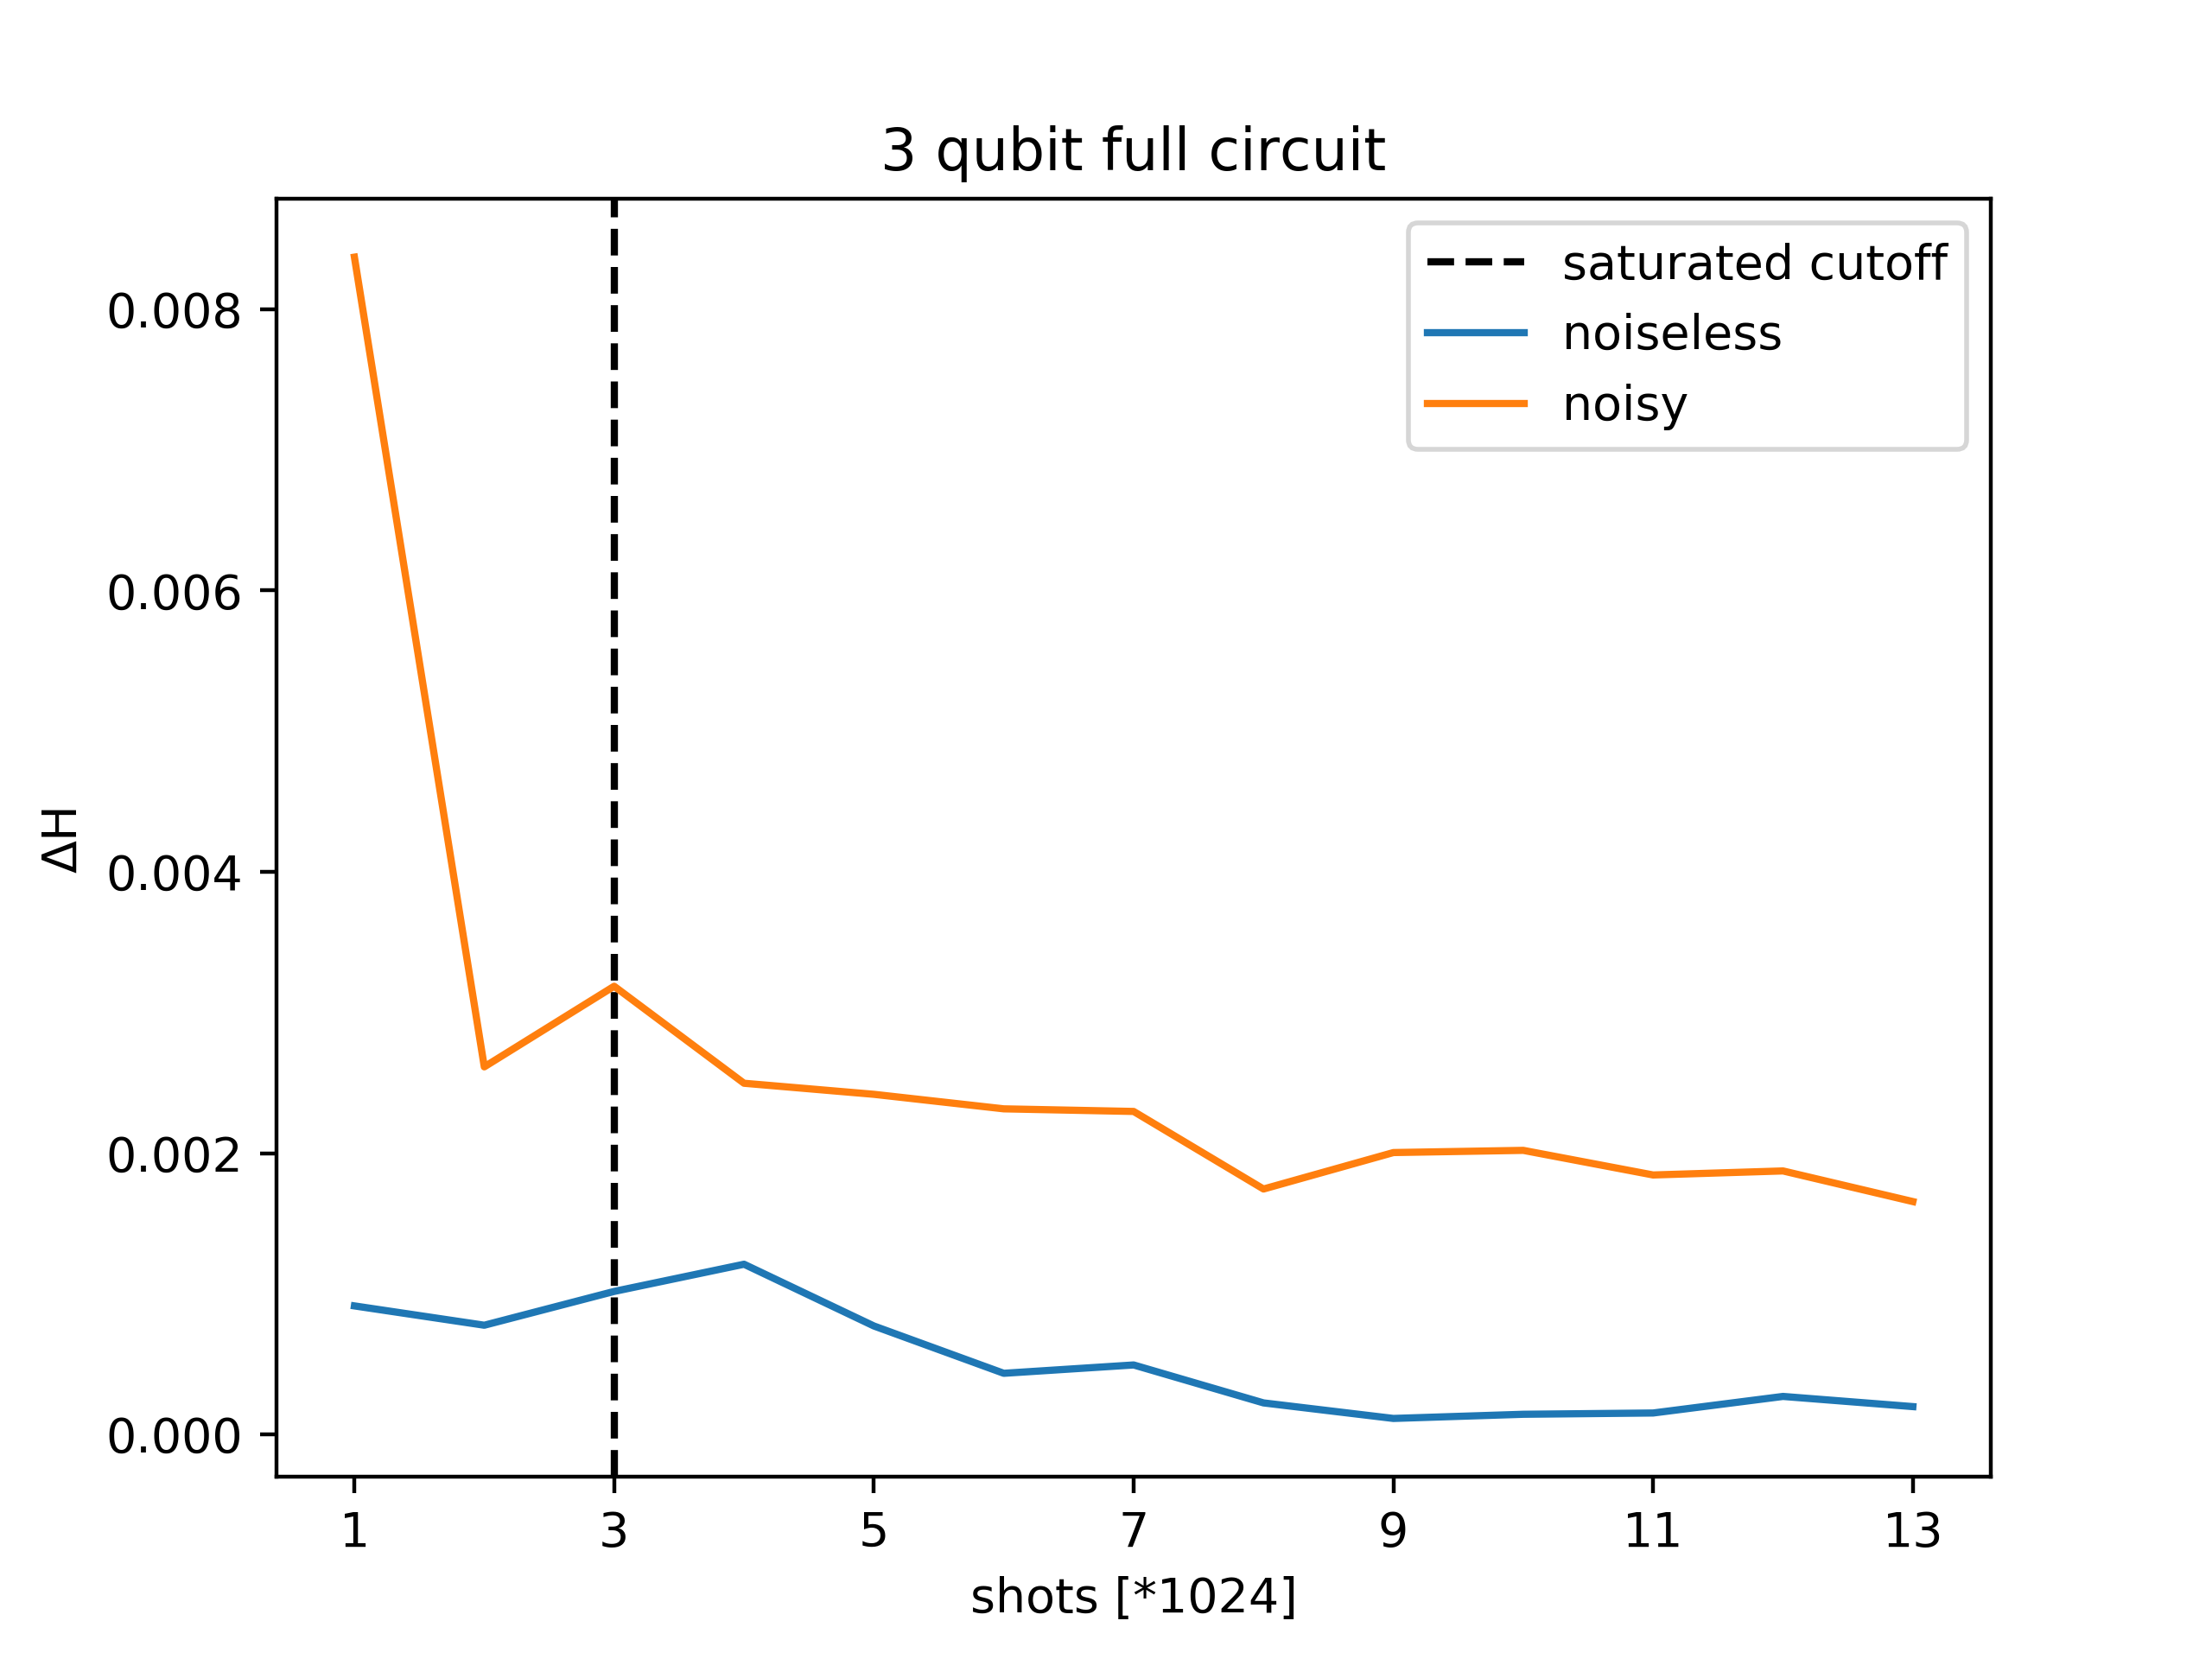 3 qubit full circuit
saturated cutoff
noiseless
noisy
0.008
0.006
0.004
0.002
0.000
ΔH
1 3 5 7 9 11 13
shots [*1024]